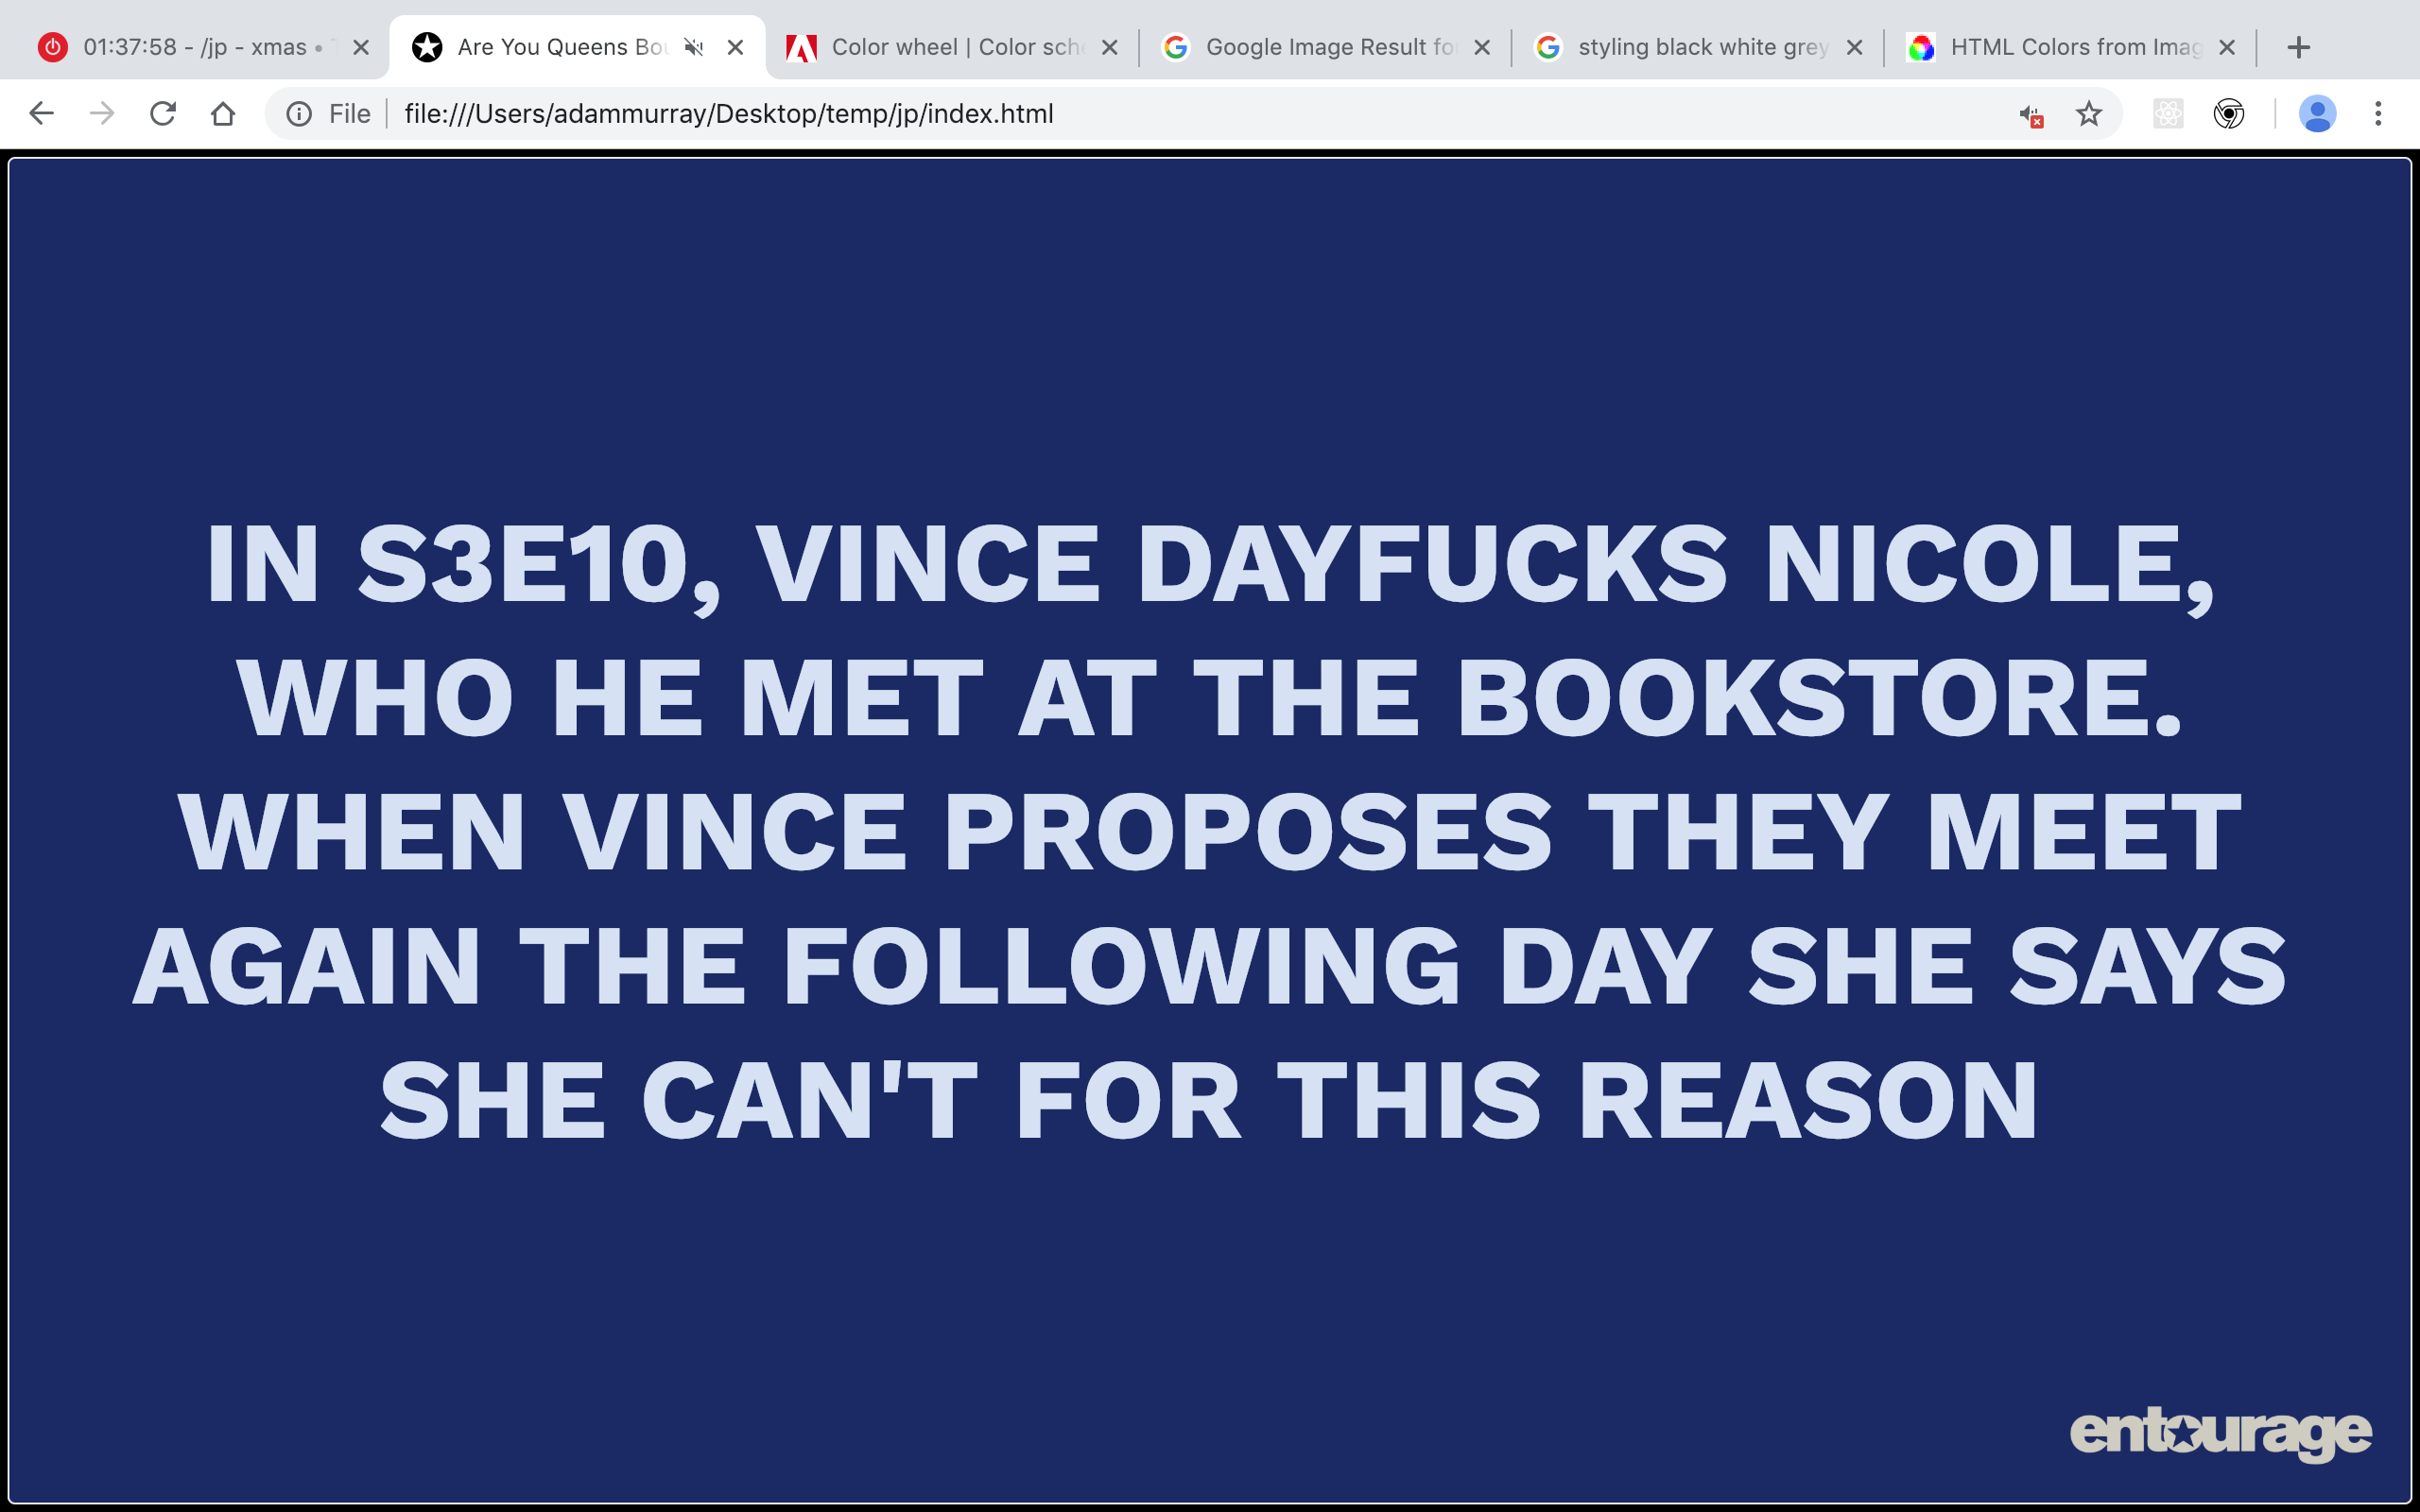 01:37:58 - /jp - xmas •
Are You Queens Bou
Color wheel | Color sche
Google Image Result fo
styling black white grey
HTML Colors from Imag
File
file:///Users/adammurray/Desktop/temp/jp/index.html
IN S3E10, VINCE DAYFUCKS NICOLE,
WHO HE MET AT THE BOOKSTORE.
WHEN VINCE PROPOSES THEY MEET
AGAIN THE FOLLOWING DAY SHE SAYS
SHE CAN'T FOR THIS REASON
entourage